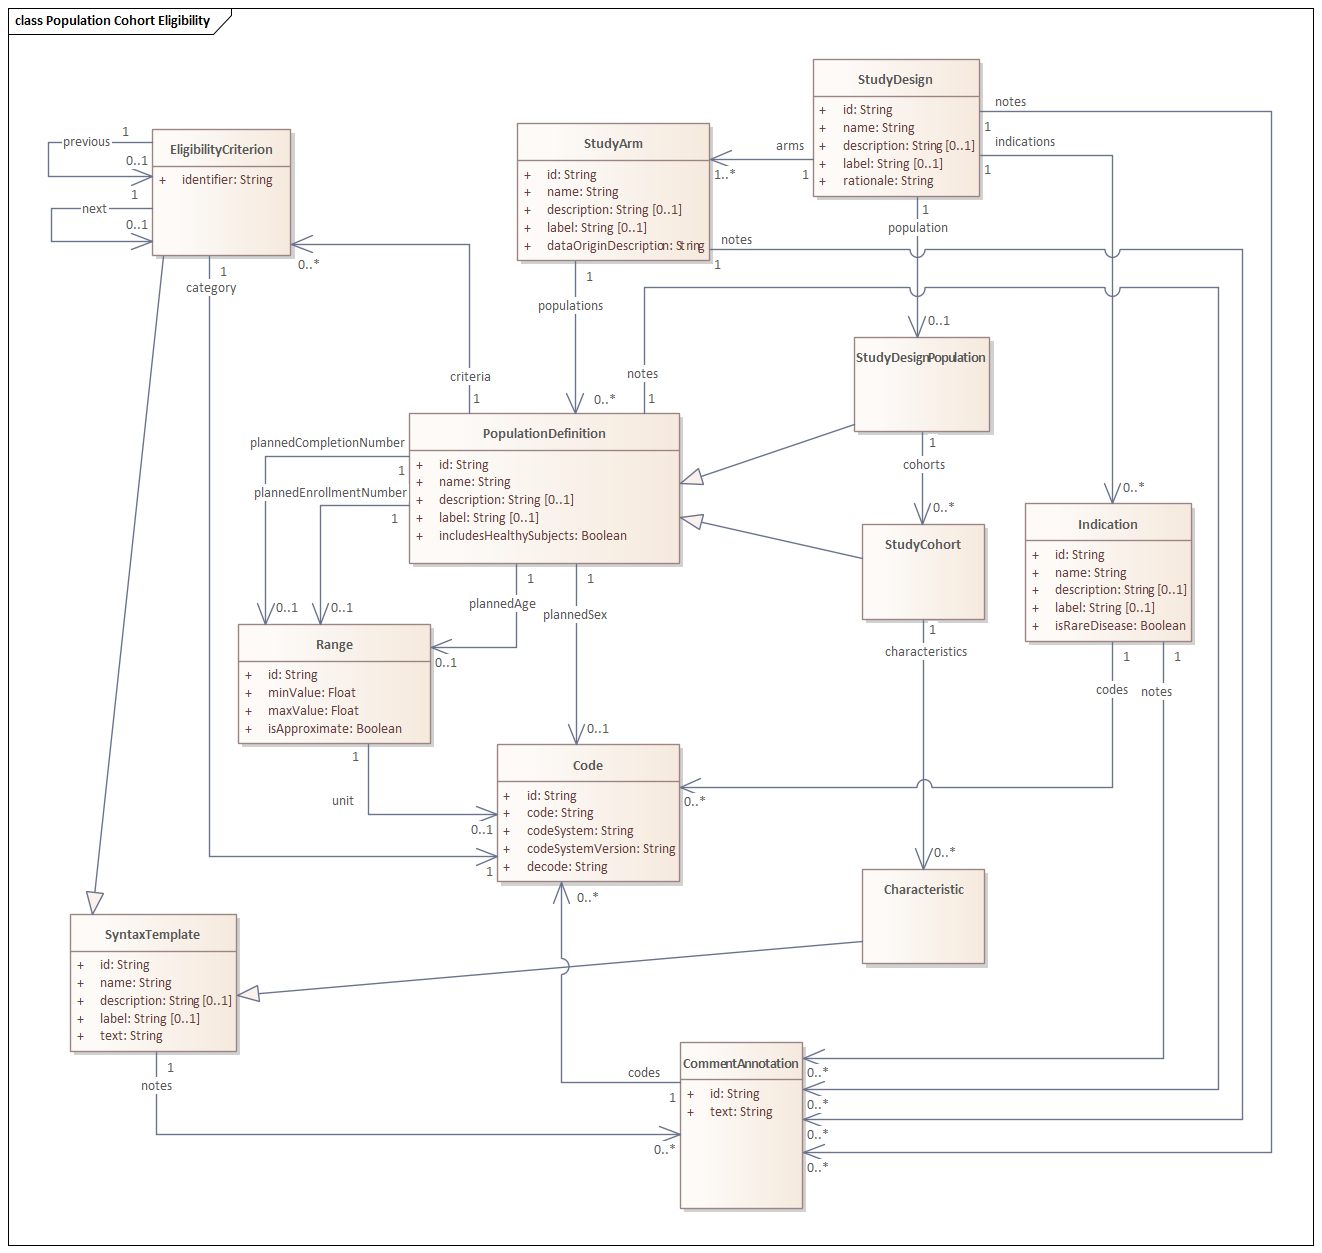 class Population Cohort Eligibility
StudyDesign
+ id: String
+ name: String
+ description: String [0..1]
+ label: String [0..1]
+ rationale: String
notes
1
indications
1
arms
1
1..*
1
population
0..1
StudyArm
+ id: String
+ name: String
+ description: String [0..1]
+ label: String [0..1]
+ dataOriginDescription: String
notes
1
1
populations
0..*
EligibilityCriterion
+ identifier: String
previous
1
0..1
1
next
0..1
0..*
1
category
criteria
1
notes
1
StudyDesignPopulation
1
cohorts
0..*
PopulationDefinition
+ id: String
+ name: String
+ description: String [0..1]
+ label: String [0..1]
+ includesHealthySubjects: Boolean
plannedCompletionNumber
1
plannedEnrollmentNumber
1
0..1
0..1
1
plannedAge
0..1
1
plannedSex
0..1
StudyCohort
1
characteristics
0..*
0..*
Indication
+ id: String
+ name: String
+ description: String [0..1]
+ label: String [0..1]
+ isRareDisease: Boolean
1
codes
1
notes
0..*
Range
+ id: String
+ minValue: Float
+ maxValue: Float
+ isApproximate: Boolean
1
unit
0..1
1
Code
+ id: String
+ code: String
+ codeSystem: String
+ codeSystemVersion: String
+ decode: String
0..*
Characteristic
SyntaxTemplate
+ id: String
+ name: String
+ description: String [0..1]
+ label: String [0..1]
+ text: String
1
notes
0..*
codes
1
CommentAnnotation
+ id: String
+ text: String
0..*
0..*
0..*
0..*